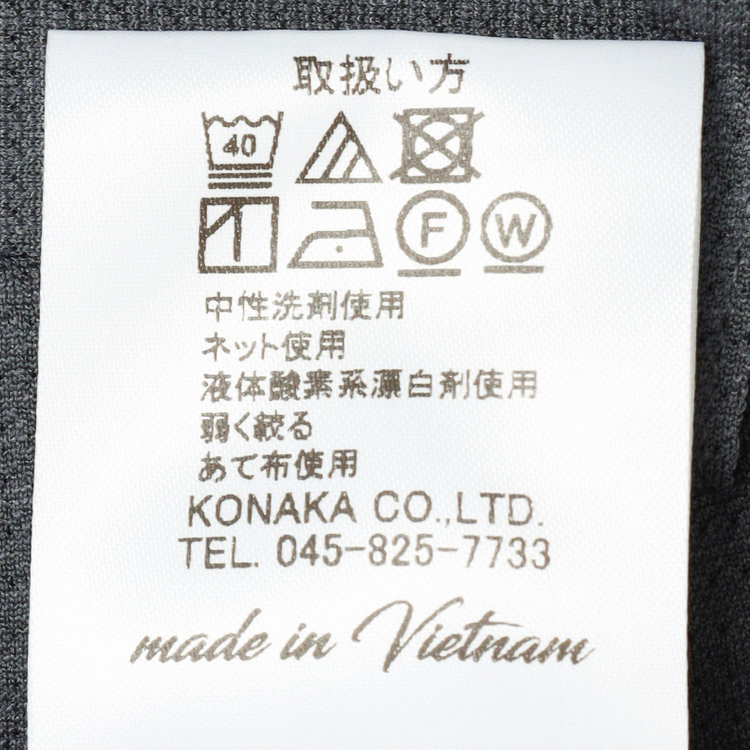 取扱い方
40
F W
中性洗剤使用
ネット使用
液体酸素系漂白剤使用
弱く絞る
あて布使用
KONAKA CO.,LTD.
TEL. 045-825-7733
made in Vietnam